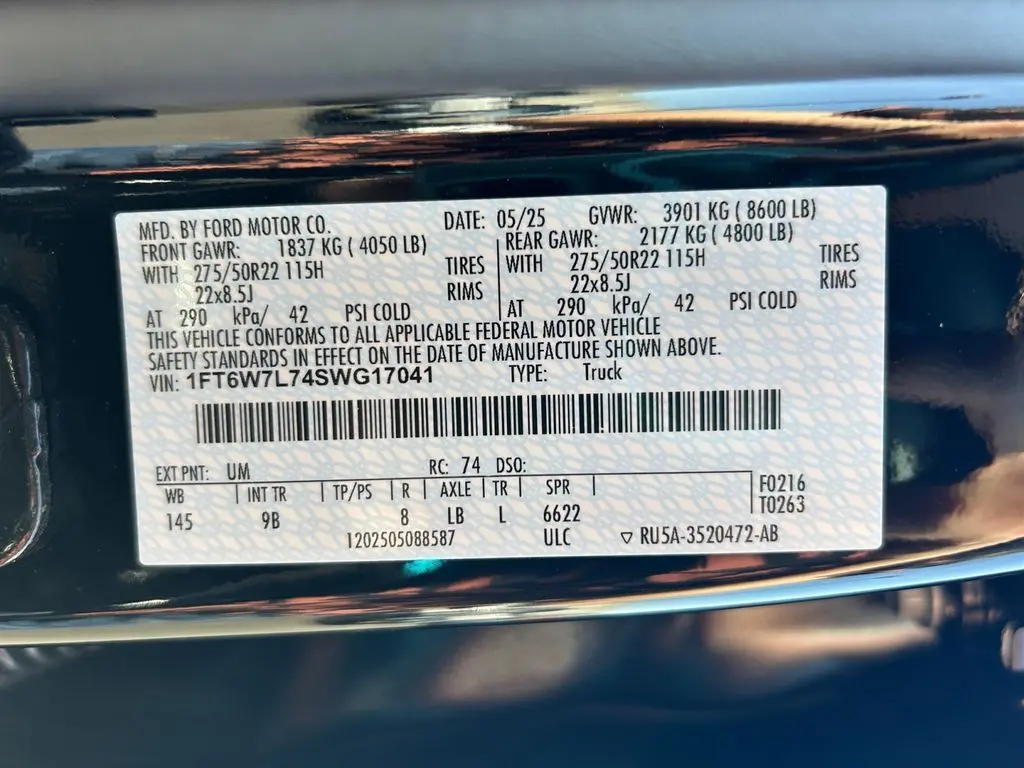 MFD. BY FORD MOTOR CO. DATE: 05/25 GVWR: 3901 KG ( 8600 LB)
FRONT GAWR: 1837 KG ( 4050 LB) REAR GAWR: 2177 KG ( 4800 LB)
WITH 275/50R22 115H TIRES WITH 275/50R22 115H TIRES
22x8.5J RIMS 22x8.5J RIMS
AT 290 kPa/ 42 PSI COLD AT 290 kPa/ 42 PSI COLD
THIS VEHICLE CONFORMS TO ALL APPLICABLE FEDERAL MOTOR VEHICLE
SAFETY STANDARDS IN EFFECT ON THE DATE OF MANUFACTURE SHOWN ABOVE.
VIN: 1FT6W7L74SWG17041 TYPE: Truck
EXT PNT: UM RC: 74 DSO:
WB INT TR TP/PS R AXLE TR SPR F0216
145 9B 8 LB L 6622 T0263
1202505088587 ULC ▽ RU5A-3520472-AB